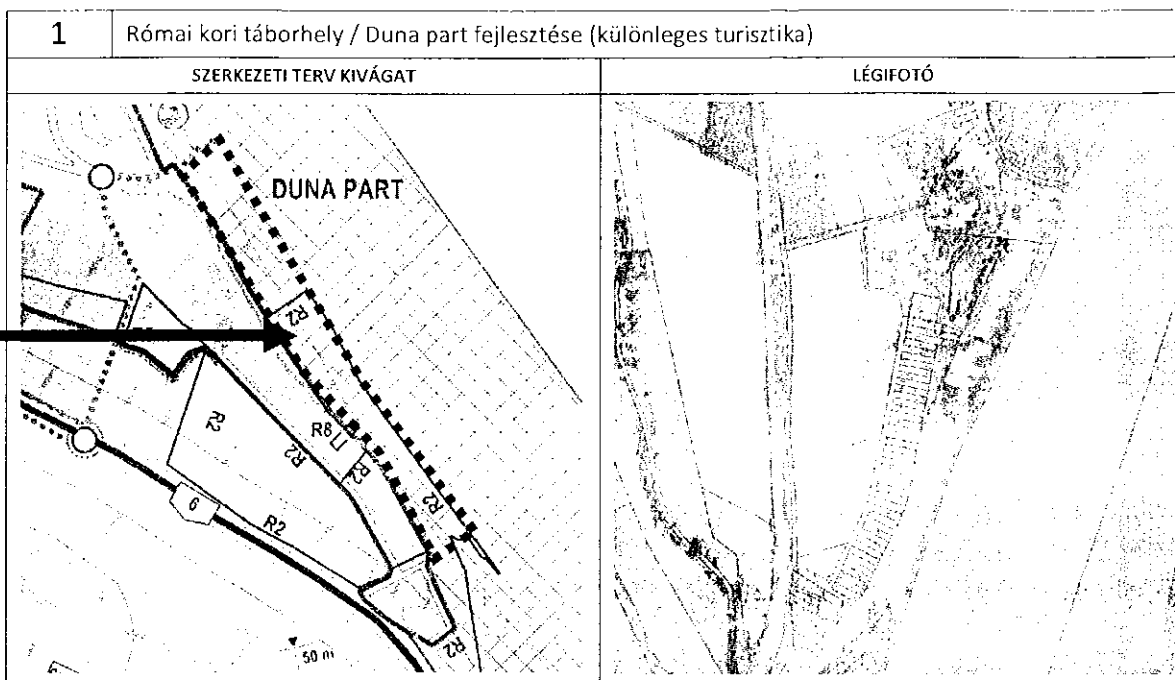 1
Római kori táborhely / Duna part fejlesztése (különleges turisztika)
SZERKEZETI TERV KIVÁGAT
LÉGIFOTÓ
DUNA PART
R2
R8
R2
R2
R2
R2
6
R2
R2
50 m